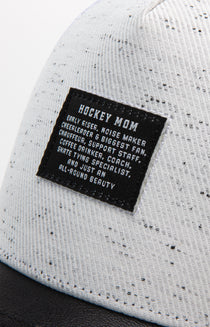 HOCKEY MOM
EARLY RISER, NOISE MAKER
CHEERLEADER & BIGGEST FAN,
CHAUFFEUR, SUPPORT STAFF,
COFFEE DRINKER, COACH,
SKATE TYING SPECIALIST,
AND JUST AN
ALL-ROUND BEAUTY